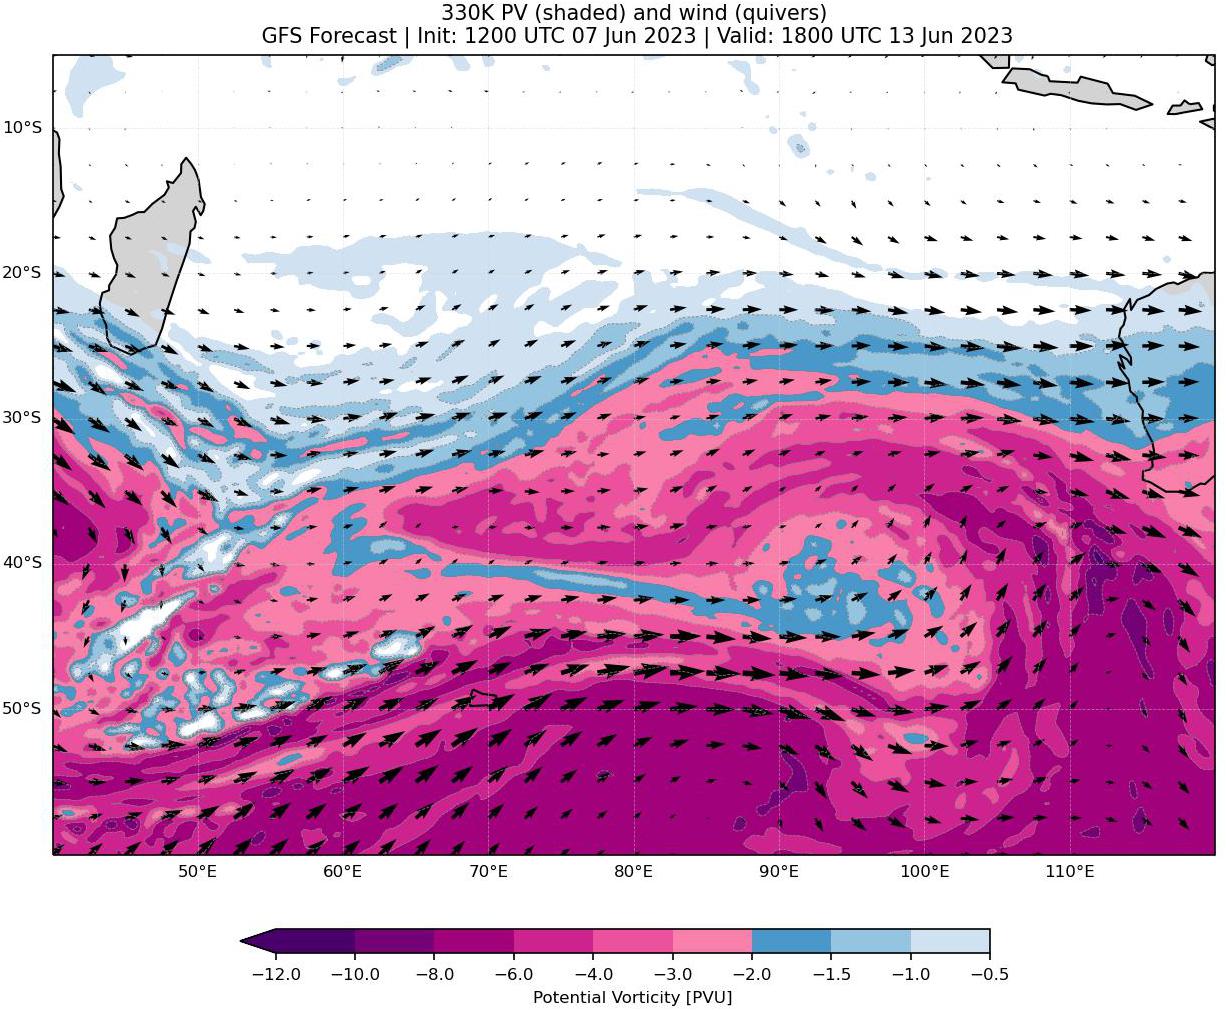 330K PV (shaded) and wind (quivers)
GFS Forecast | Init: 1200 UTC 07 Jun 2023 | Valid: 1800 UTC 13 Jun 2023
10°S
20°S
30°S
40°S
50°S
50°E 60°E 70°E 80°E 90°E 100°E 110°E
−12.0 −10.0 −8.0 −6.0 −4.0 −3.0 −2.0 −1.5 −1.0 −0.5
Potential Vorticity [PVU]